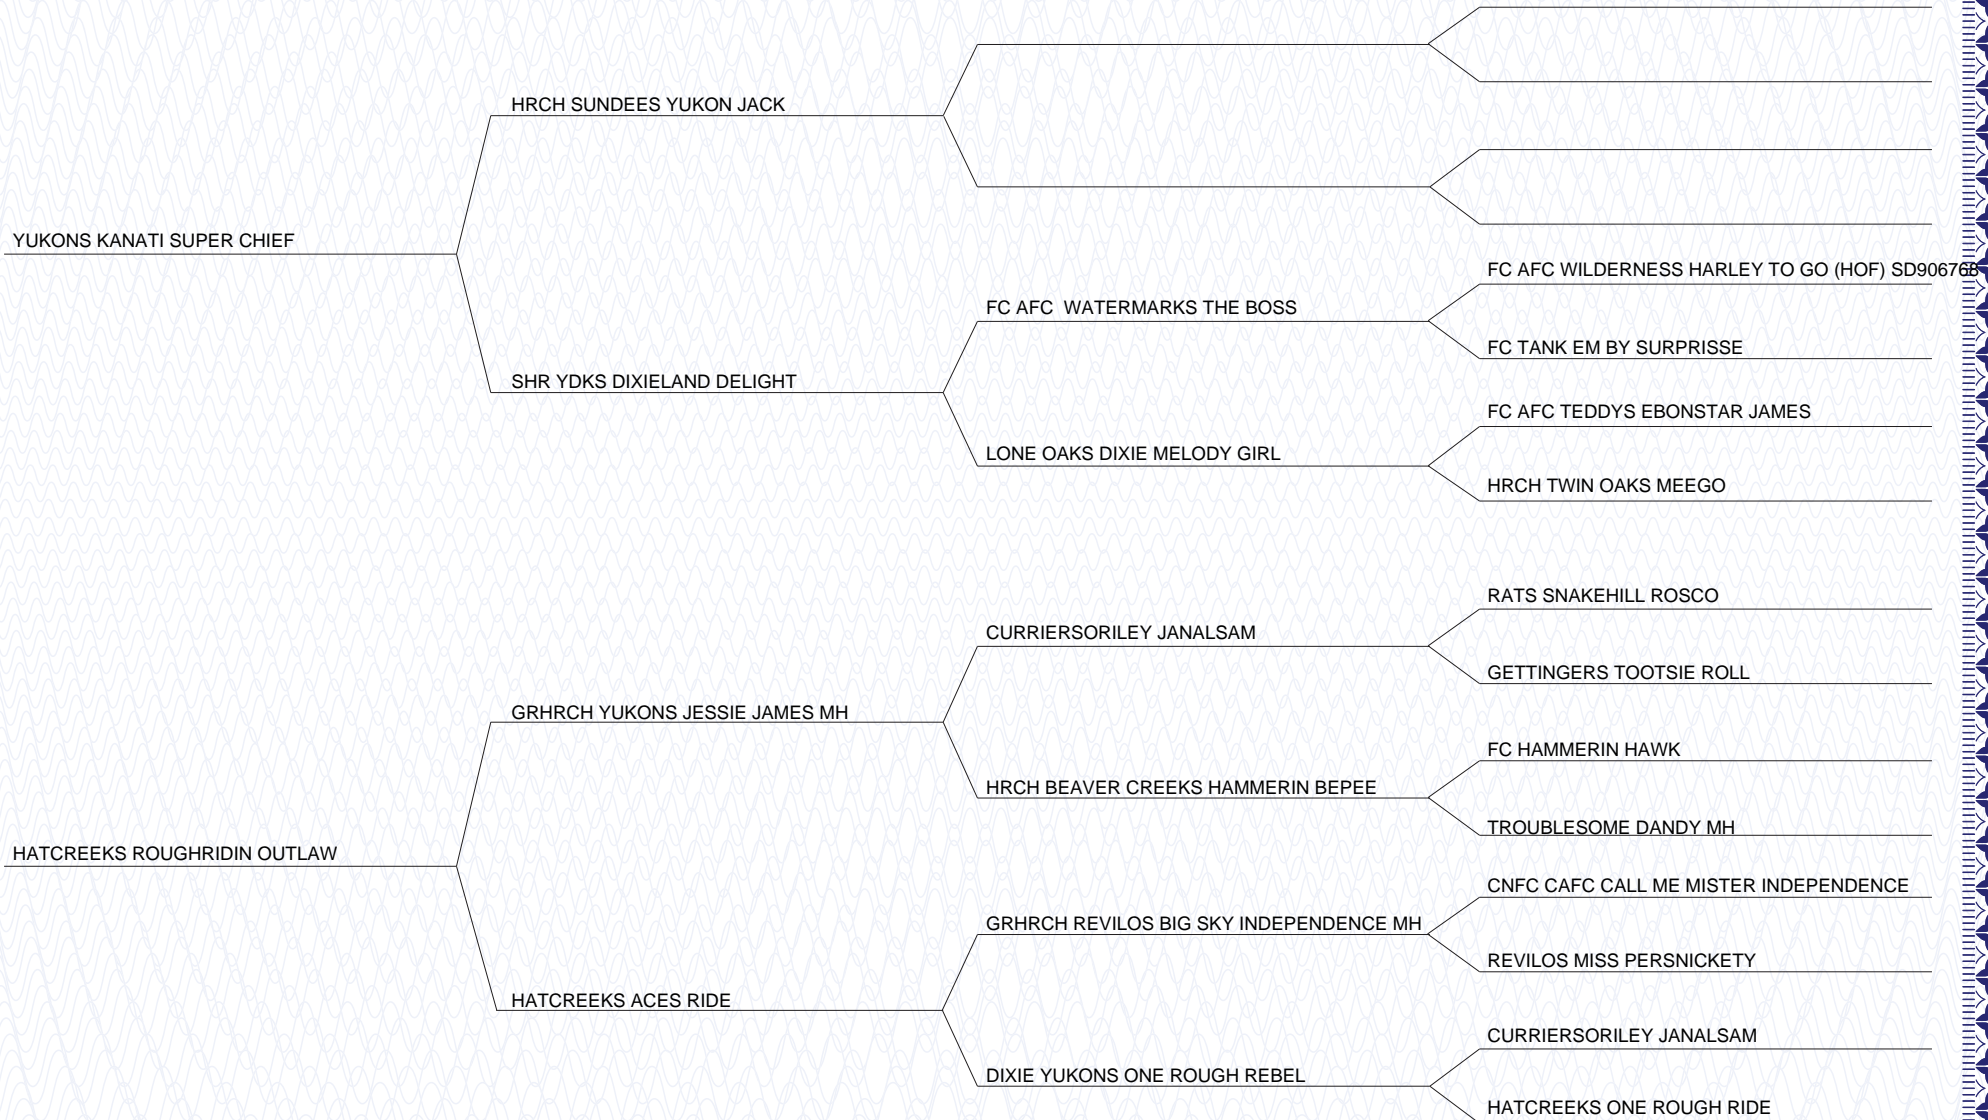 HRCH SUNDEES YUKON JACK
YUKONS KANATI SUPER CHIEF
FC AFC WILDERNESS HARLEY TO GO (HOF) SD906768
FC AFC  WATERMARKS THE BOSS
FC TANK EM BY SURPRISSE
SHR YDKS DIXIELAND DELIGHT
FC AFC TEDDYS EBONSTAR JAMES
LONE OAKS DIXIE MELODY GIRL
HRCH TWIN OAKS MEEGO
RATS SNAKEHILL ROSCO
CURRIERSORILEY JANALSAM
GETTINGERS TOOTSIE ROLL
GRHRCH YUKONS JESSIE JAMES MH
FC HAMMERIN HAWK
HRCH BEAVER CREEKS HAMMERIN BEPEE
TROUBLESOME DANDY MH
HATCREEKS ROUGHRIDIN OUTLAW
CNFC CAFC CALL ME MISTER INDEPENDENCE
GRHRCH REVILOS BIG SKY INDEPENDENCE MH
REVILOS MISS PERSNICKETY
HATCREEKS ACES RIDE
CURRIERSORILEY JANALSAM
DIXIE YUKONS ONE ROUGH REBEL
HATCREEKS ONE ROUGH RIDE